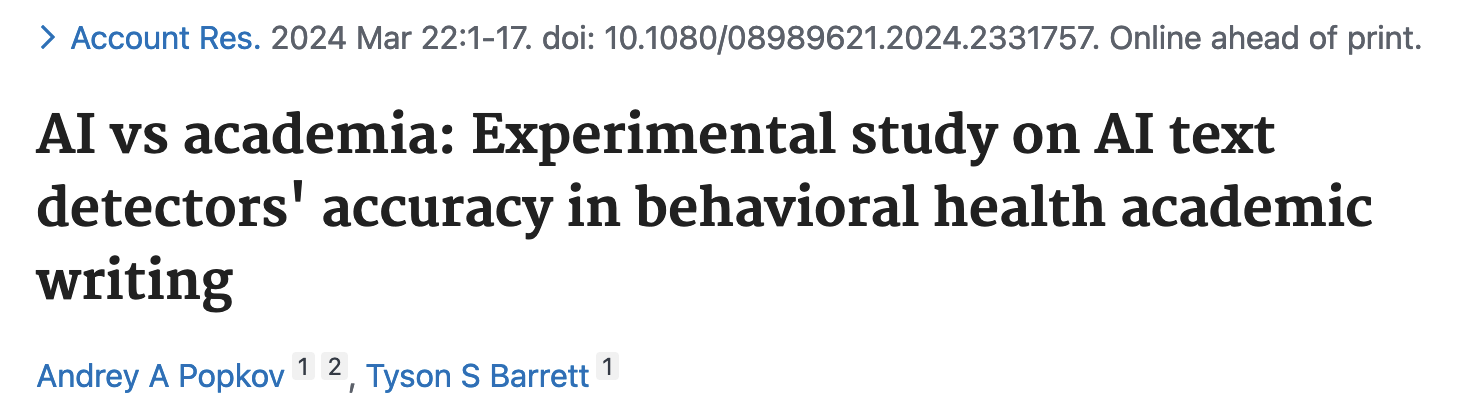 > Account Res. 2024 Mar 22:1-17. doi: 10.1080/08989621.2024.2331757. Online ahead of print.
AI vs academia: Experimental study on AI text
detectors' accuracy in behavioral health academic
writing
Andrey A Popkov 1 2, Tyson S Barrett 1